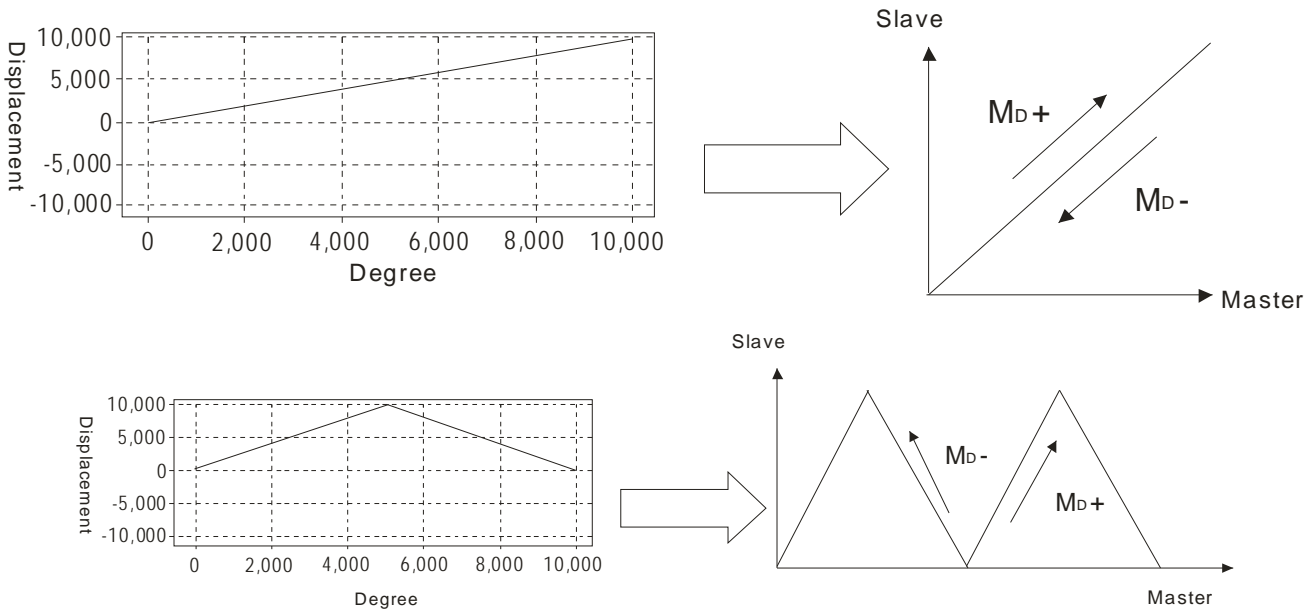 Displacement
10,000
5,000
0
-5,000
-10,000
0 2,000 4,000 6,000 8,000 10,000
Degree
Slave
MD+
MD-
Master
Displacement
10,000
5,000
0
-5,000
-10,000
0 2,000 4,000 6,000 8,000 10,000
Degree
Slave
MD-
MD+
Master